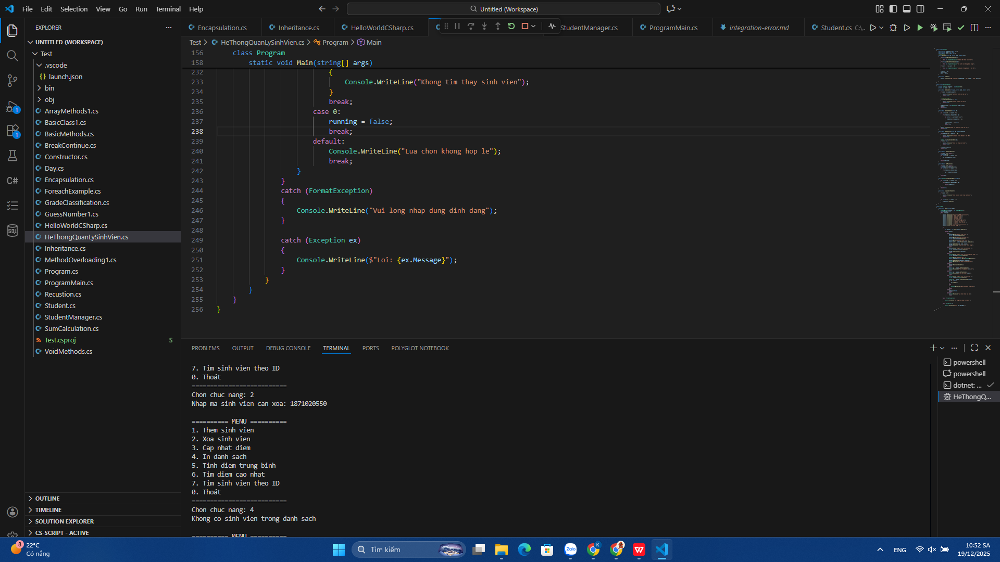 File Edit Selection View Go Run Terminal Help
Untitled (Workspace)
EXPLORER
Encapsulation.cs
Inheritance.cs
HelloWorldCSharp.cs
StudentManager.cs
ProgramMain.cs
integration-error.md
Student.cs C:\..
UNTITLED (WORKSPACE)
Test
.vscode
launch.json
bin
obj
ArrayMethods1.cs
BasicClass1.cs
BasicMethods.cs
BreakContinue.cs
Constructor.cs
Day.cs
Encapsulation.cs
ForeachExample.cs
GradeClassification.cs
GuessNumber1.cs
HelloWorldCSharp.cs
HeThongQuanLySinhVien.cs
Inheritance.cs
MethodOverloading1.cs
Program.cs
ProgramMain.cs
Recustion.cs
Student.cs
StudentManager.cs
SumCalculation.cs
Test.csproj S
VoidMethods.cs
OUTLINE
TIMELINE
SOLUTION EXPLORER
CS-SCRIPT - ACTIVE
1
1
C#
SQL
Test > HeThongQuanLySinhVien.cs > Program > Main
156 class Program
158 static void Main(string[] args)
232 {
233 Console.WriteLine("Khong tim thay sinh vien");
234 }
235 break;
236 case 0:
237 running = false;
238 break;
239 default:
240 Console.WriteLine("Lua chon khong hop le");
241 break;
242 }
243 }
244 catch (FormatException)
245 {
246 Console.WriteLine("Vui long nhap dung dinh dang");
247 }
248
249 catch (Exception ex)
250 {
251 Console.WriteLine($"Loi: {ex.Message}");
252 }
253 }
254 }
255 }
256 }
PROBLEMS OUTPUT DEBUG CONSOLE TERMINAL PORTS POLYGLOT NOTEBOOK
7. Tim sinh vien theo ID
0. Thoát
==========================
Chon chuc nang: 2
Nhap ma sinh vien can xoa: 1871020550
========== MENU ==========
1. Them sinh vien
2. Xoa sinh vien
3. Cap nhat diem
4. In danh sach
5. Tinh diem trung binh
6. Tim diem cao nhat
7. Tim sinh vien theo ID
0. Thoát
==========================
Chon chuc nang: 4
Khong co sinh vien trong danh sach
========== MENU ==========
powershell
powershell
dotnet: ...
HeThongQ...
8
22°C
Có nắng
Tìm kiếm
Zalo
K
W
ENG
10:52 SA
19/12/2025